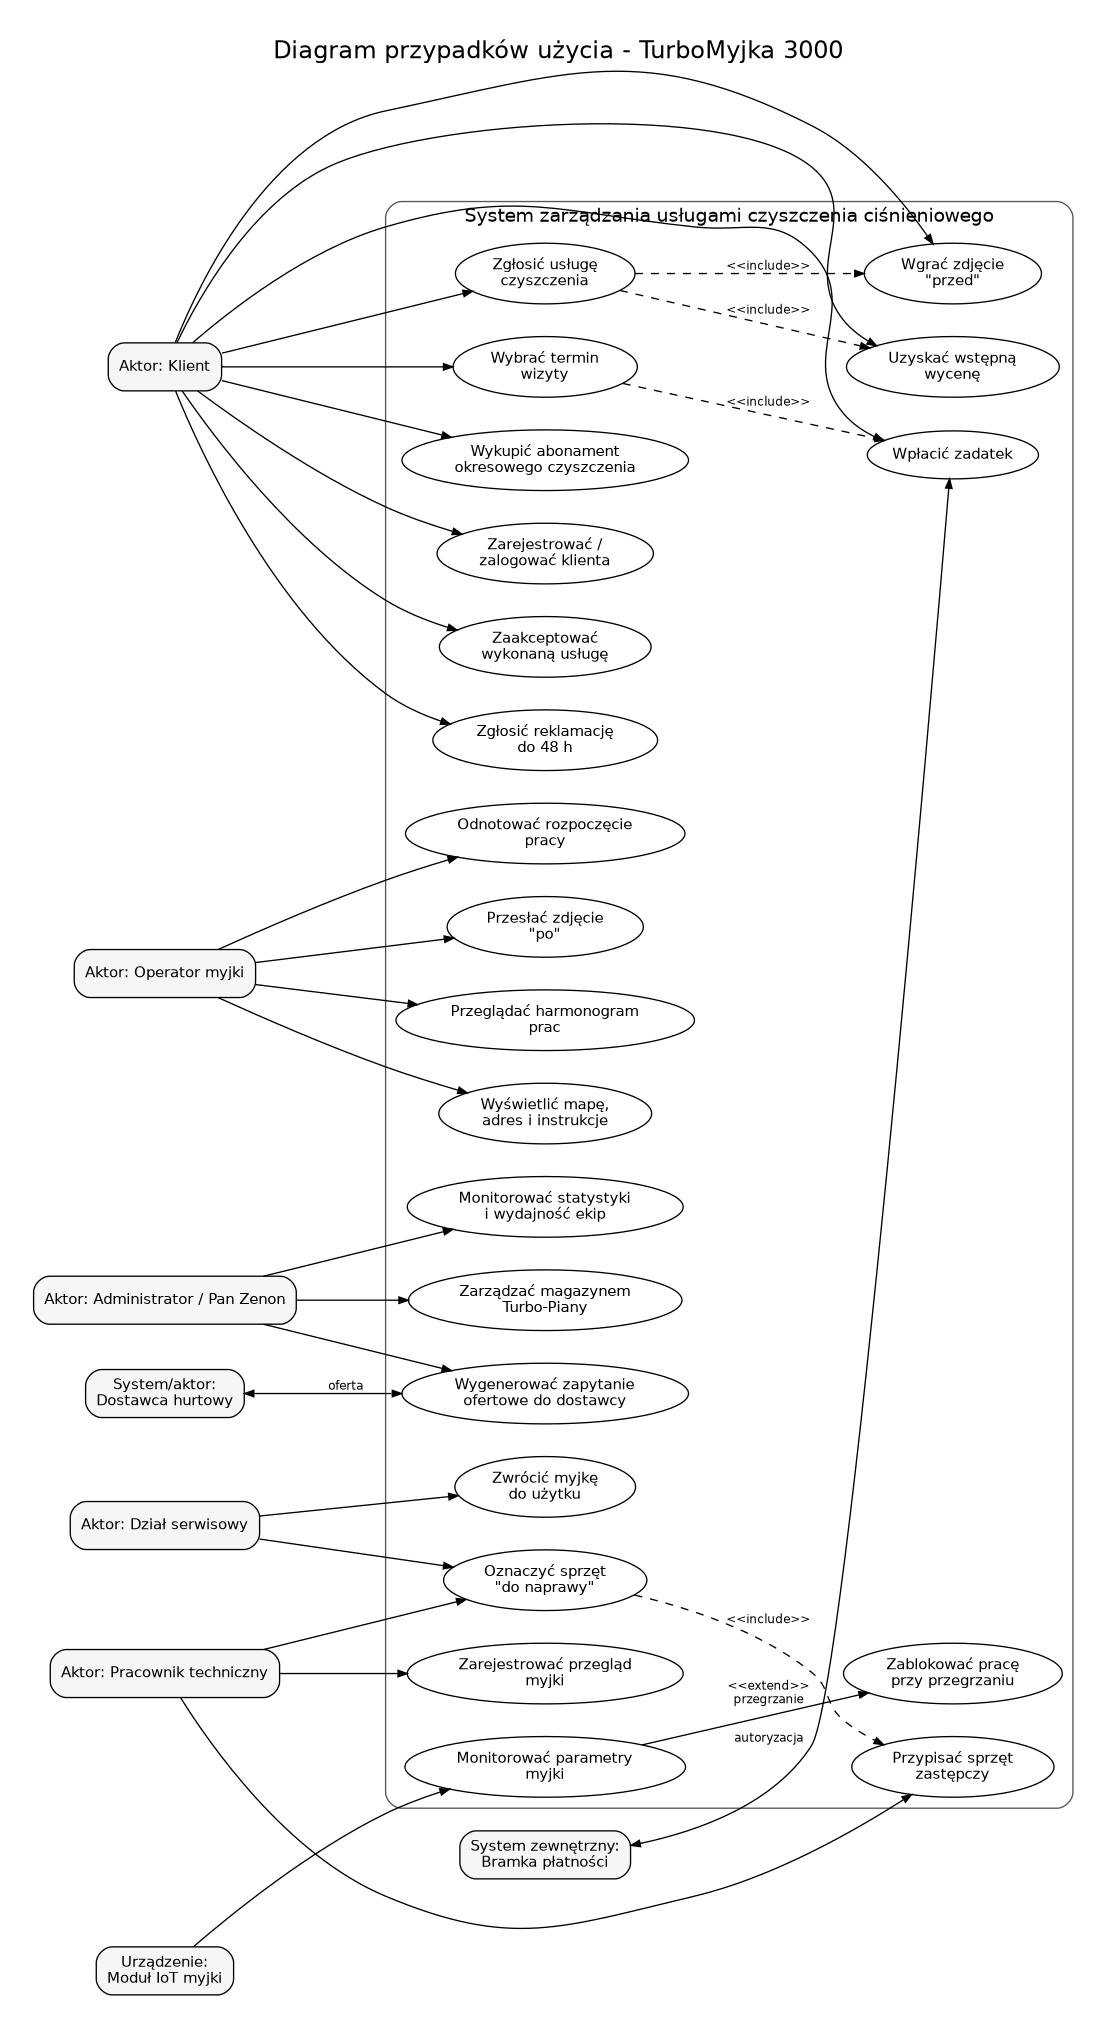 Diagram przypadków użycia - TurboMyjka 3000
System zarządzania usługami czyszczenia ciśnieniowego
Zgłosić usługę
czyszczenia
<<include>>
Wgrać zdjęcie
"przed"
<<include>>
Aktor: Klient
Wybrać termin
wizyty
Uzyskać wstępną
wycenę
<<include>>
Wykupić abonament
okresowego czyszczenia
Wpłacić zadatek
Zarejestrować /
zalogować klienta
Zaakceptować
wykonaną usługę
Zgłosić reklamację
do 48 h
Odnotować rozpoczęcie
pracy
Przesłać zdjęcie
"po"
Aktor: Operator myjki
Przeglądać harmonogram
prac
Wyświetlić mapę,
adres i instrukcje
Monitorować statystyki
i wydajność ekip
Aktor: Administrator / Pan Zenon
Zarządzać magazynem
Turbo-Piany
System/aktor:
Dostawca hurtowy
oferta
Wygenerować zapytanie
ofertowe do dostawcy
Zwrócić myjkę
do użytku
Aktor: Dział serwisowy
Oznaczyć sprzęt
"do naprawy"
<<include>>
Aktor: Pracownik techniczny
Zarejestrować przegląd
myjki
Zablokować pracę
przy przegrzaniu
<<extend>>
przegrzanie
autoryzacja
Monitorować parametry
myjki
Przypisać sprzęt
zastępczy
System zewnętrzny:
Bramka płatności
Urządzenie:
Moduł IoT myjki